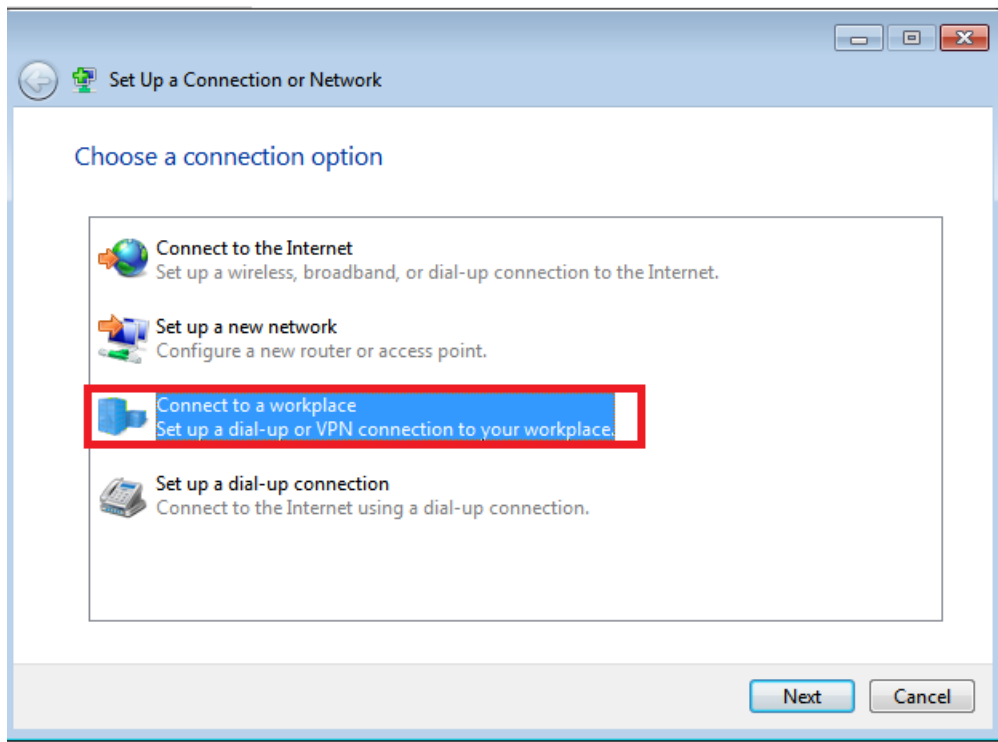 Set Up a Connection or Network
Choose a connection option
Connect to the Internet
Set up a wireless, broadband, or dial-up connection to the Internet.
Set up a new network
Configure a new router or access point.
Connect to a workplace
Set up a dial-up or VPN connection to your workplace.
Set up a dial-up connection
Connect to the Internet using a dial-up connection.
Next
Cancel